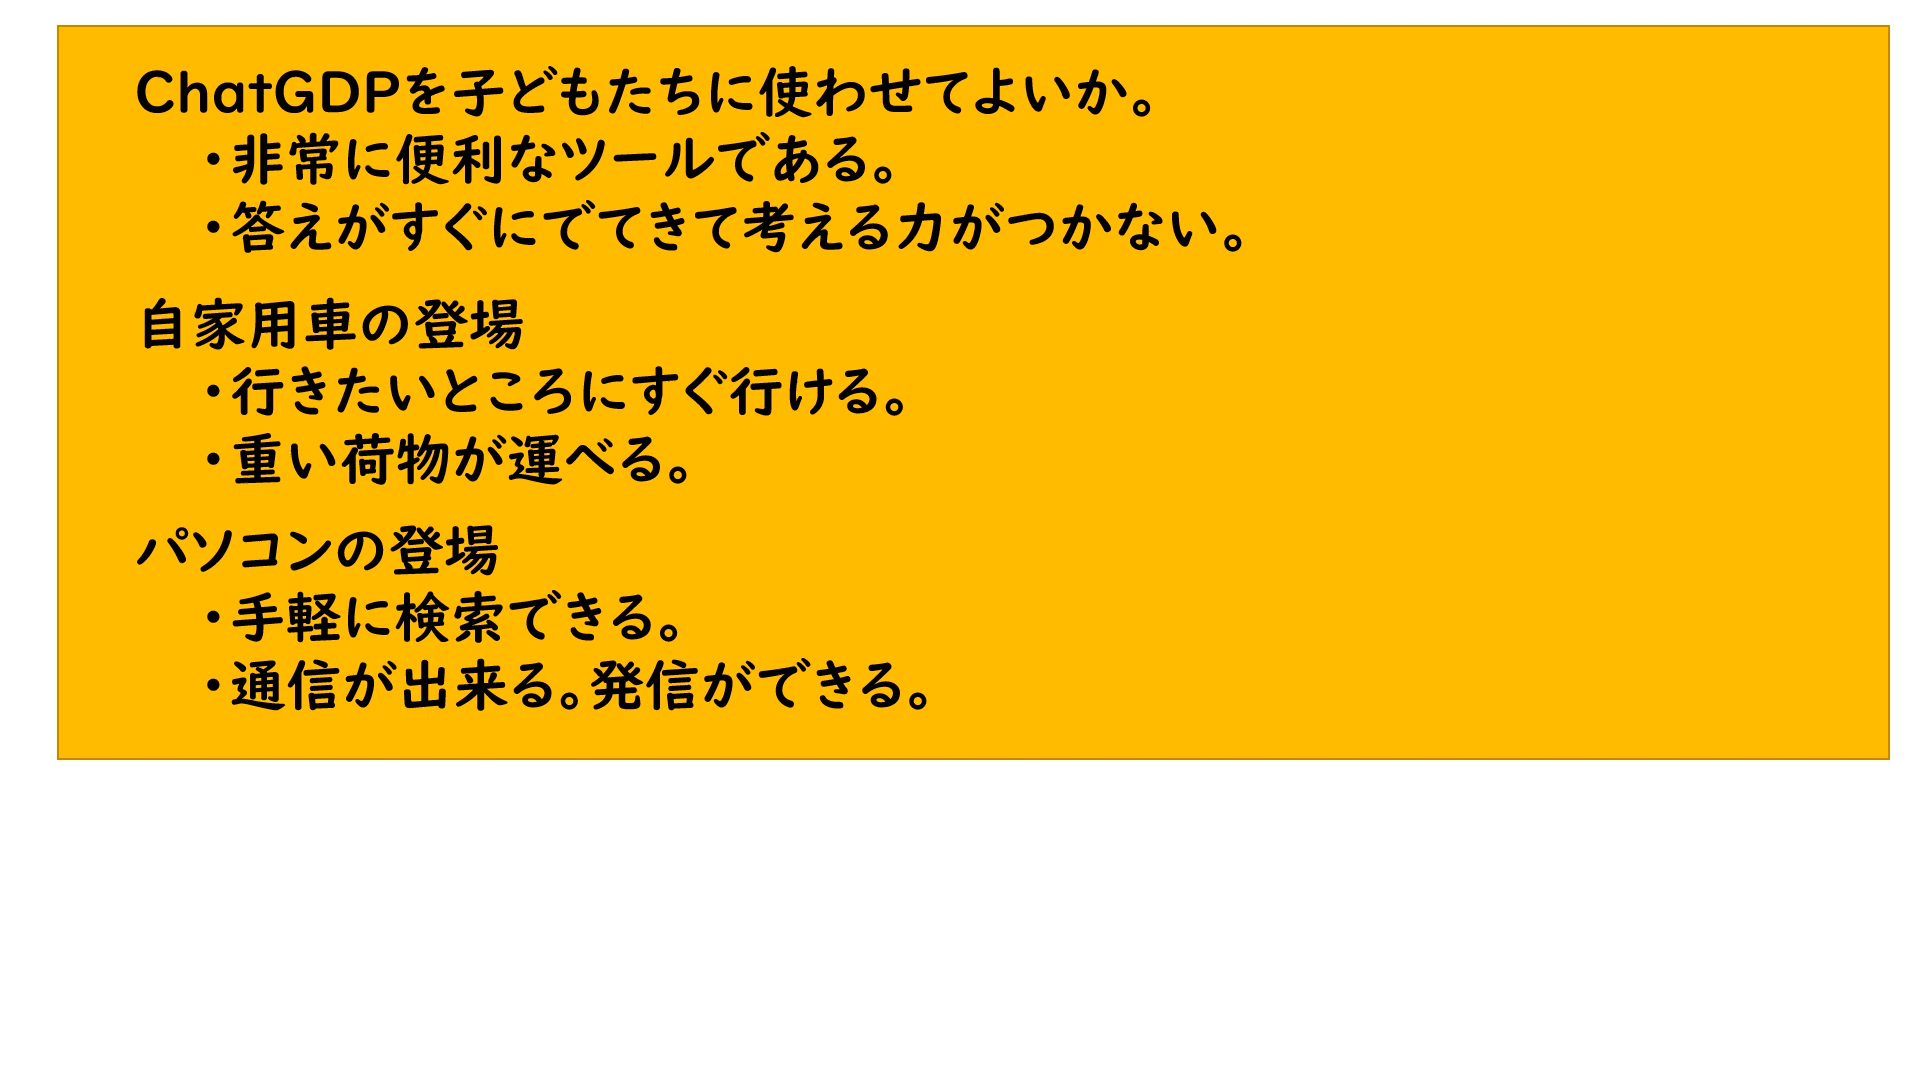 ChatGDPを子どもたちに使わせてよいか。
・非常に便利なツールである。
・答えがすぐにでてきて考える力がつかない。
自家用車の登場
・行きたいところにすぐ行ける。
・重い荷物が運べる。
パソコンの登場
・手軽に検索できる。
・通信が出来る。発信ができる。